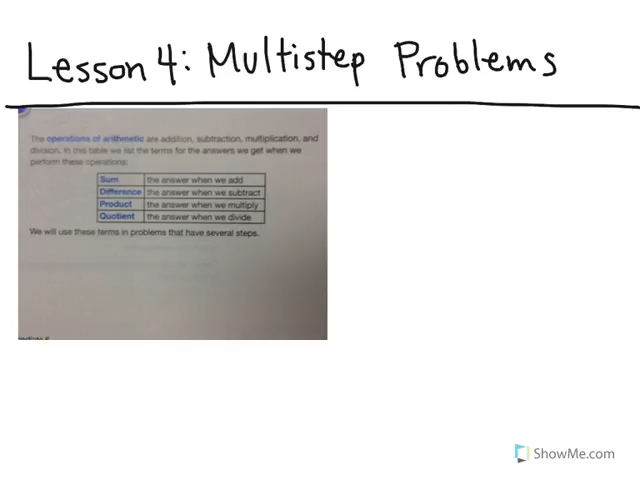 Lesson 4: Multistep Problems
The operations of arithmetic are addition, subtraction, multiplication, and
division. In this table we list the terms for the answers we get when we
perform these operations:
Sum the answer when we add
Difference the answer when we subtract
Product the answer when we multiply
Quotient the answer when we divide
We will use these terms in problems that have several steps.
ShowMe.com